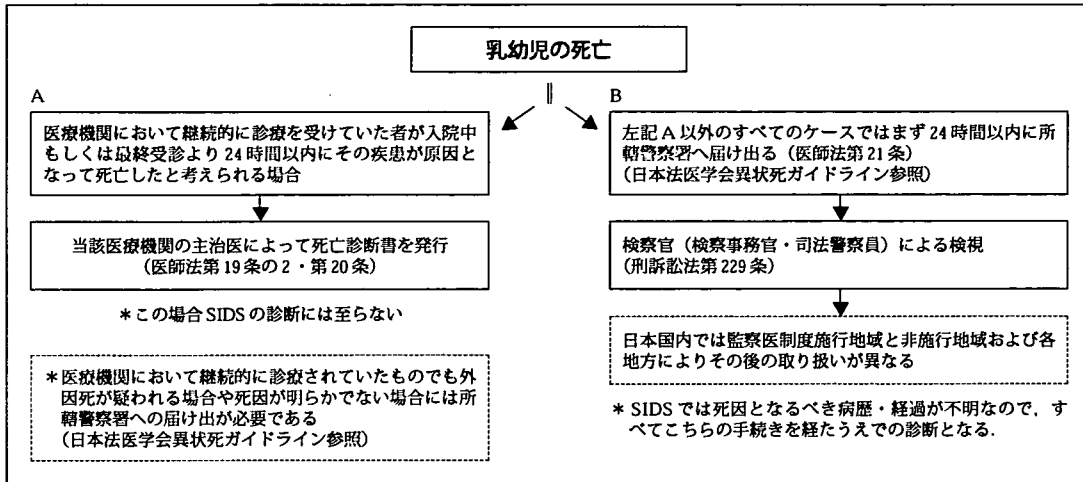 乳幼児の死亡
A
医療機関において継続的に診療を受けていた者が入院中
もしくは最終受診より24時間以内にその疾患が原因と
なって死亡したと考えられる場合
当該医療機関の主治医によって死亡診断書を発行
(医師法第19条の2・第20条)
*この場合SIDSの診断には至らない
*医療機関において継続的に診療されていたものでも外
因死が疑われる場合や死因が明らかでない場合には所
轄警察署への届け出が必要である
(日本法医学会異状死ガイドライン参照)
B
左記A以外のすべてのケースではまず24時間以内に所
轄警察署へ届け出る(医師法第21条)
(日本法医学会異状死ガイドライン参照)
検察官(検察事務官・司法警察員)による検視
(刑訴訟法第229条)
日本国内では監察医制度施行地域と非施行地域および各
地方によりその後の取り扱いが異なる
*SIDSでは死因となるべき病歴・経過が不明なので,す
べてこちらの手続きを経たうえでの診断となる.